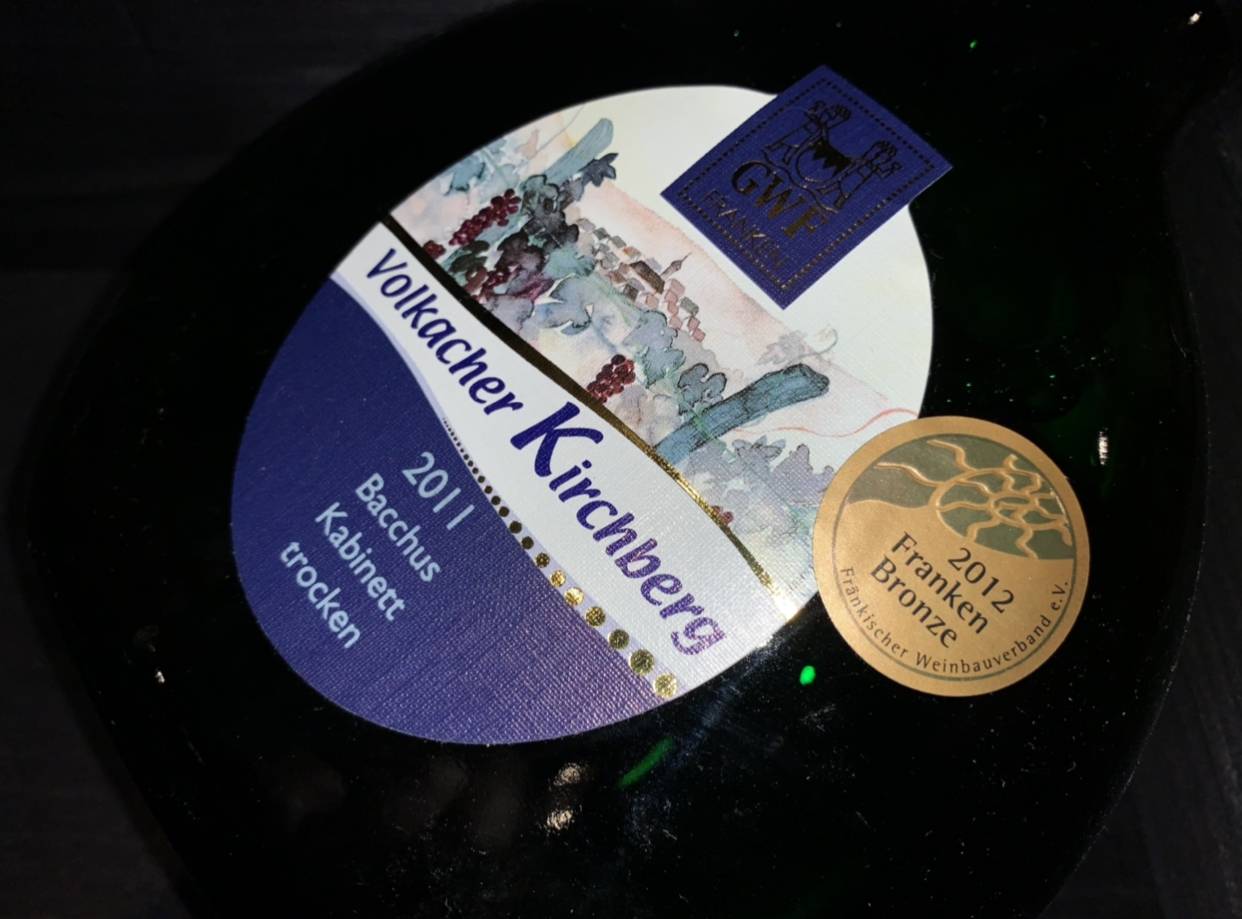 GWF
FRANKEN
Volkacher Kirchberg
2011
Bacchus
Kabinett
trocken
2012
Franken
Bronze
Fränkischer Weinbauverband e.V.